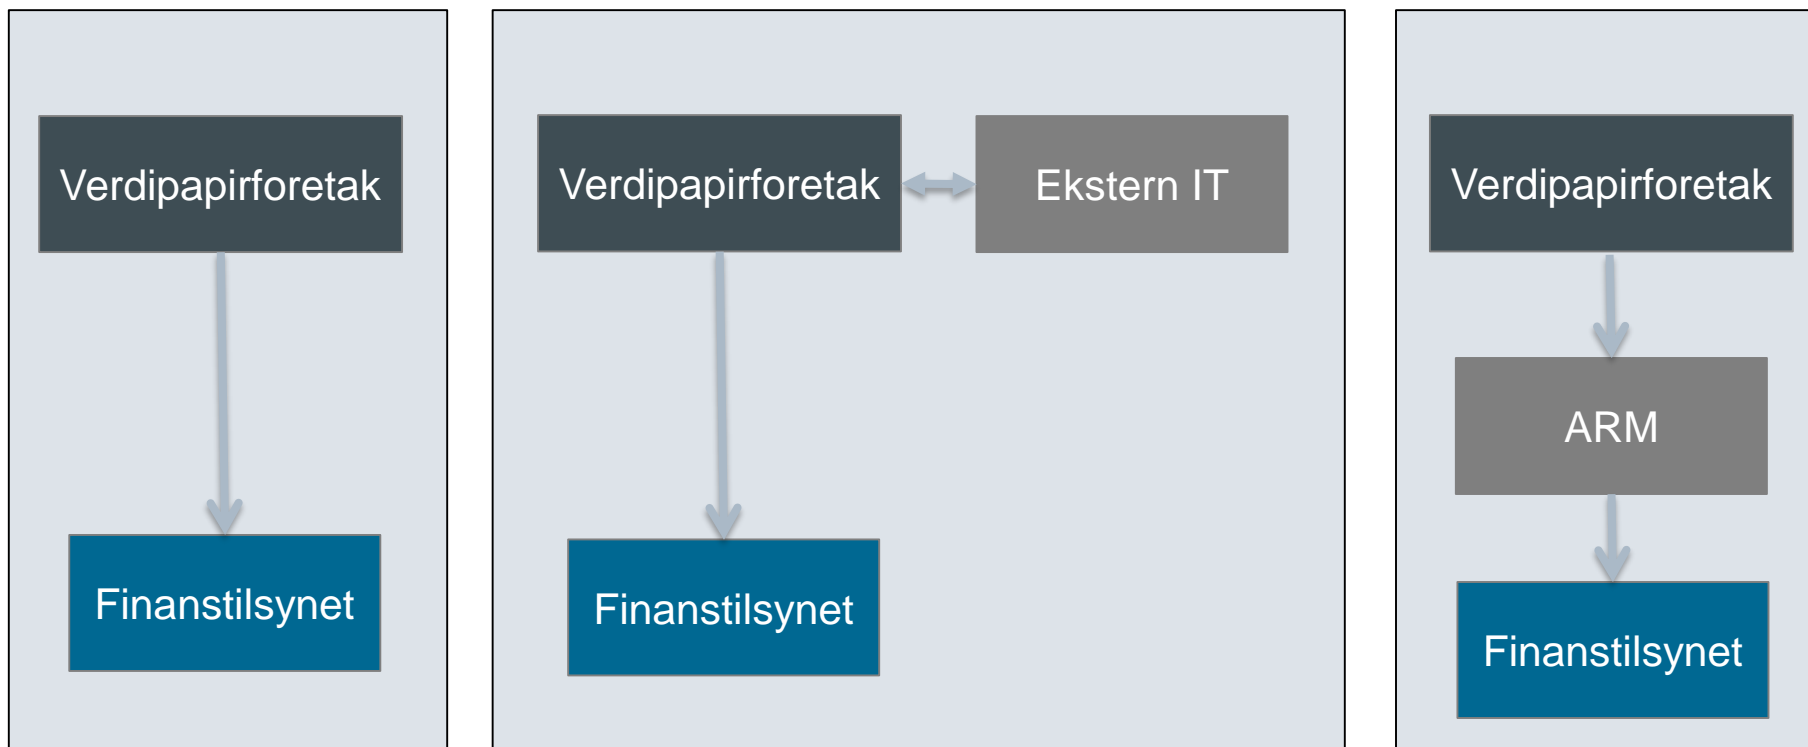 Verdipapirforetak
Finanstilsynet
Verdipapirforetak
Ekstern IT
Finanstilsynet
Verdipapirforetak
ARM
Finanstilsynet